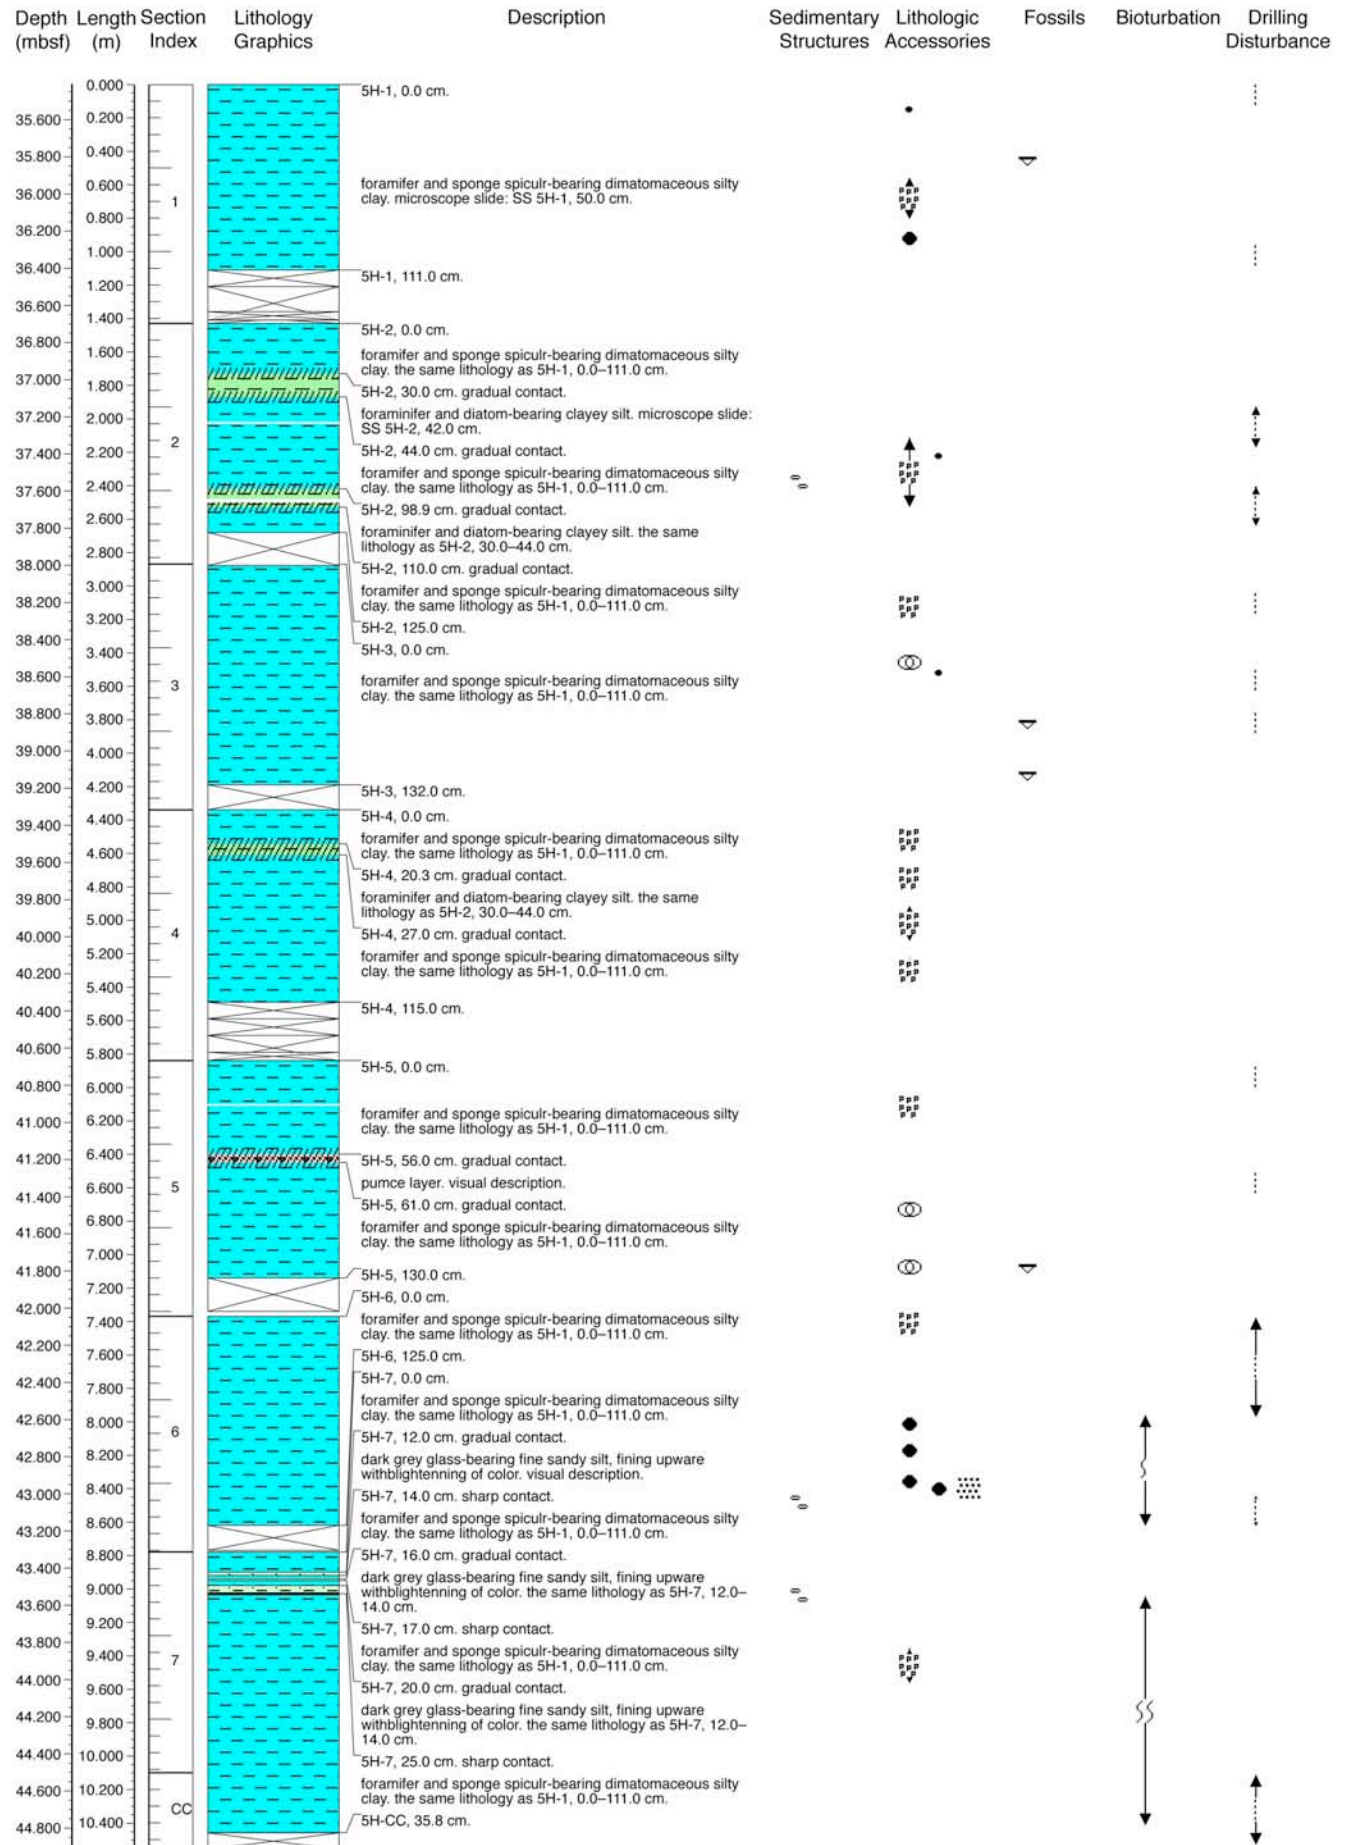 Depth Length Section Lithology Description Sedimentary Lithologic Fossils Bioturbation Drilling
(mbsf) (m) Index Graphics Structures Accessories Disturbance
0.000
5H-1, 0.0 cm.
35.600
0.200
0.400
35.800
0.600
foramifer and sponge spiculr-bearing dimatomaceous silty
36.000
1
clay. microscope slide: SS 5H-1, 50.0 cm.
0.800
36.200
1.000
36.400
5H-1, 111.0 cm.
1.200
36.600
1.400
5H-2, 0.0 cm.
36.800
1.600
foramifer and sponge spiculr-bearing dimatomaceous silty
clay. the same lithology as 5H-1, 0.0–111.0 cm.
37.000
1.800
5H-2, 30.0 cm. gradual contact.
37.200
2.000
foraminifer and diatom-bearing clayey silt. microscope slide:
SS 5H-2, 42.0 cm.
2
37.400
2.200
5H-2, 44.0 cm. gradual contact.
foramifer and sponge spiculr-bearing dimatomaceous silty
clay. the same lithology as 5H-1, 0.0–111.0 cm.
37.600
2.400
5H-2, 98.9 cm. gradual contact.
2.600
37.800
foraminifer and diatom-bearing clayey silt. the same
lithology as 5H-2, 30.0–44.0 cm.
2.800
38.000
5H-2, 110.0 cm. gradual contact.
3.000
foramifer and sponge spiculr-bearing dimatomaceous silty
38.200
clay. the same lithology as 5H-1, 0.0–111.0 cm.
3.200
5H-2, 125.0 cm.
38.400
3.400
5H-3, 0.0 cm.
38.600
3.600
3
foramifer and sponge spiculr-bearing dimatomaceous silty
clay. the same lithology as 5H-1, 0.0–111.0 cm.
38.800
3.800
39.000
4.000
39.200
4.200
5H-3, 132.0 cm.
39.400
4.400
5H-4, 0.0 cm.
foramifer and sponge spiculr-bearing dimatomaceous silty
39.600
4.600
clay. the same lithology as 5H-1, 0.0–111.0 cm.
5H-4, 20.3 cm. gradual contact.
39.800
4.800
foraminifer and diatom-bearing clayey silt. the same
lithology as 5H-2, 30.0–44.0 cm.
40.000
5.000
4
5H-4, 27.0 cm. gradual contact.
40.200
5.200
foramifer and sponge spiculr-bearing dimatomaceous silty
clay. the same lithology as 5H-1, 0.0–111.0 cm.
40.400
5.400
5H-4, 115.0 cm.
40.600
5.600
5.800
5H-5, 0.0 cm.
40.800
6.000
41.000
6.200
foramifer and sponge spiculr-bearing dimatomaceous silty
clay. the same lithology as 5H-1, 0.0–111.0 cm.
41.200
6.400
5H-5, 56.0 cm. gradual contact.
41.400
6.600
5
pumce layer. visual description.
5H-5, 61.0 cm. gradual contact.
41.600
6.800
foramifer and sponge spiculr-bearing dimatomaceous silty
clay. the same lithology as 5H-1, 0.0–111.0 cm.
41.800
7.000
5H-5, 130.0 cm.
42.000
7.200
5H-6, 0.0 cm.
7.400
foramifer and sponge spiculr-bearing dimatomaceous silty
clay. the same lithology as 5H-1, 0.0–111.0 cm.
42.200
7.600
5H-6, 125.0 cm.
42.400
7.800
5H-7, 0.0 cm.
foramifer and sponge spiculr-bearing dimatomaceous silty
42.600
8.000
clay. the same lithology as 5H-1, 0.0–111.0 cm.
6
5H-7, 12.0 cm gradual contact.
42.800
8.200
dark grey glass-bearing fine sandy silt, fining upware
withblightenning of color. visual description.
43.000
8.400
5H-7, 14.0 cm. sharp contact.
43.200
8.600
foramifer and sponge spiculr-bearing dimatomaceous silty
clay. the same lithology as 5H-1, 0.0–111.0 cm.
43.400
8.800
5H-7, 16.0 cm. gradual contact.
9.000
dark grey glass-bearing fine sandy silt, fining upware
43.600
withblightenning of color. the same lithology as 5H-7, 12.0–
14.0 cm.
43.800
9.200
5H-7, 17.0 cm. sharp contact.
9.400
7
foramifer and sponge spiculr-bearing dimatomaceous silty
44.000
clay. the same lithology as 5H-1, 0.0–111.0 cm.
9.600
5H-7, 20.0 cm. gradual contact.
44.200
9.800
dark grey glass-bearing fine sandy silt, fining upware
withblightenning of color. the same lithology as 5H-7, 12.0–
14.0 cm.
44.400
10.000
5H-7, 25.0 cm. sharp contact.
44.600
10.200
foramifer and sponge spiculr-bearing dimatomaceous silty
CC
clay. the same lithology as 5H-1, 0.0–111.0 cm.
44.800
10.400
5H-CC, 35.8 cm.